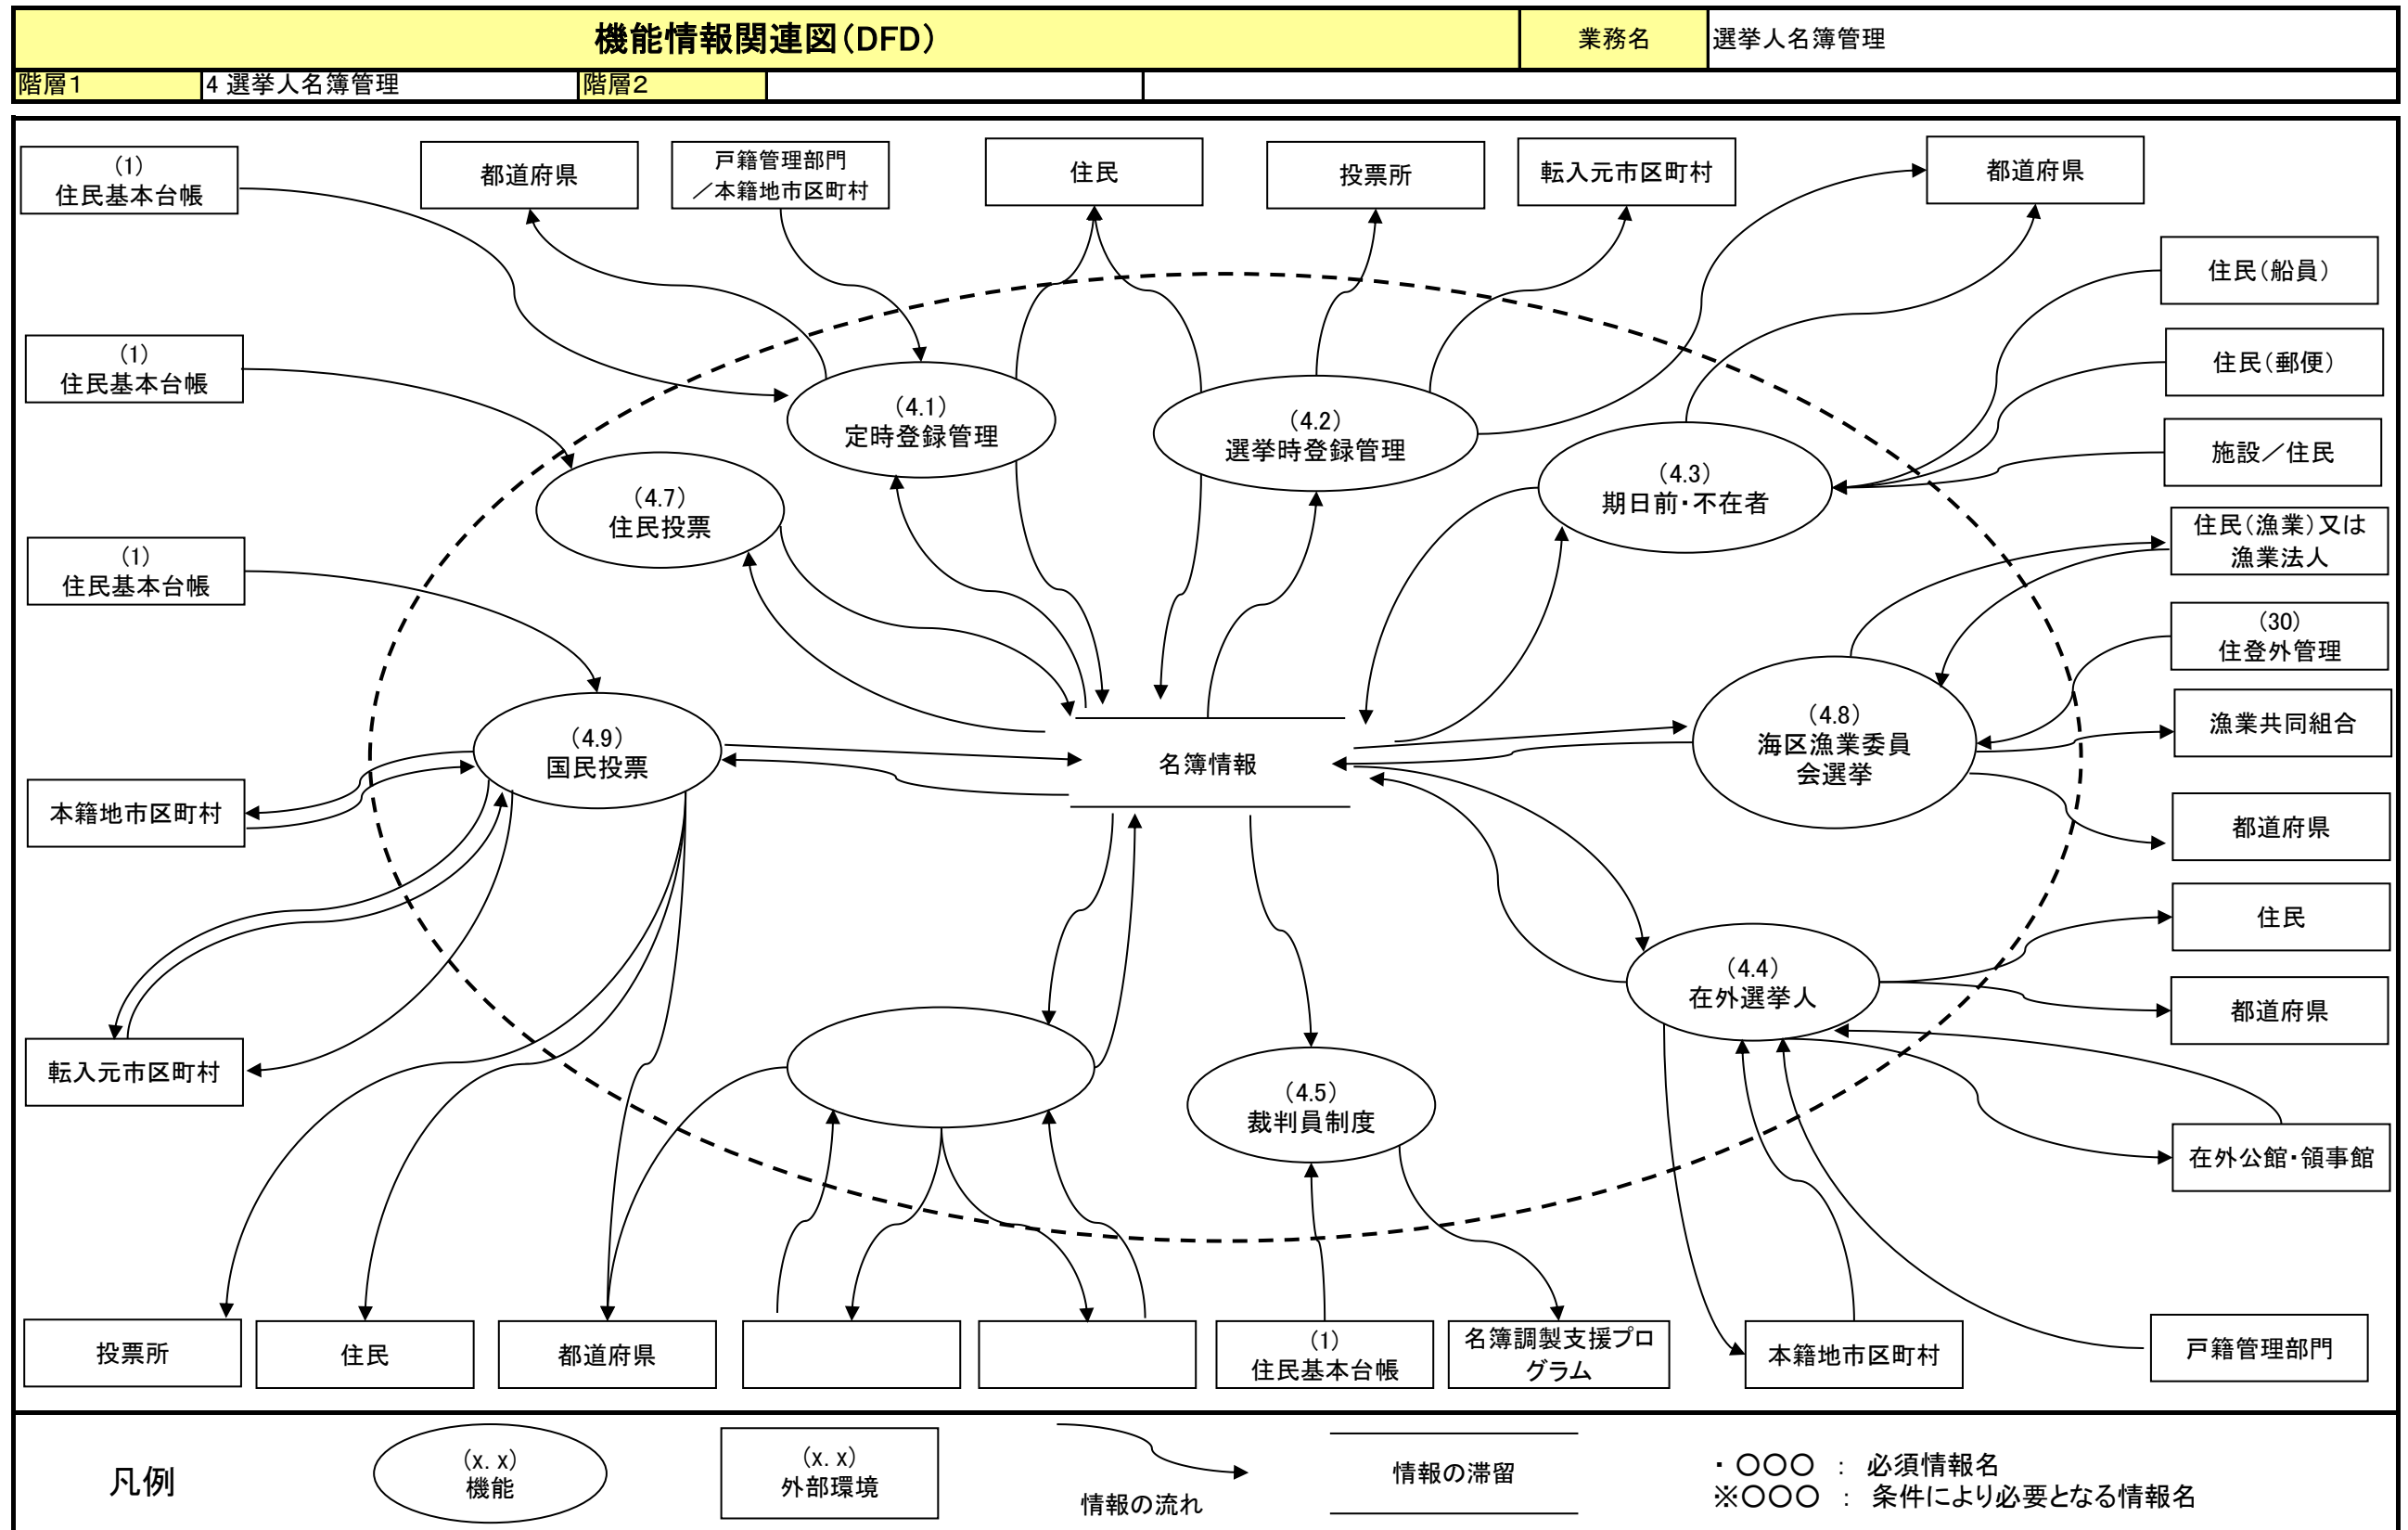 機能情報関連図（DFD）
業務名
選挙人名簿管理
階層１
4 選挙人名簿管理
階層２
（1）
住民基本台帳
都道府県
戸籍管理部門
／本籍地市区町村
住民
投票所
転入元市区町村
都道府県
住民（船員）
（1）
住民基本台帳
住民（郵便）
（4.1）
定時登録管理
（4.2）
選挙時登録管理
施設／住民
（4.3）
期日前・不在者
（4.7）
住民投票
住民（漁業）又は
漁業法人
（1）
住民基本台帳
（30）
住登外管理
（4.9）
国民投票
名簿情報
（4.8）
海区漁業委員
会選挙
漁業共同組合
本籍地市区町村
都道府県
住民
（4.4）
在外選挙人
都道府県
転入元市区町村
（4.5）
裁判員制度
在外公館・領事館
投票所
住民
都道府県
（1）
住民基本台帳
名簿調製支援プロ
グラム
本籍地市区町村
戸籍管理部門
凡例
（x. x）
機能
（x. x）
外部環境
情報の流れ
情報の滞留
・ 〇〇〇 ： 必須情報名
※〇〇〇 ： 条件により必要となる情報名